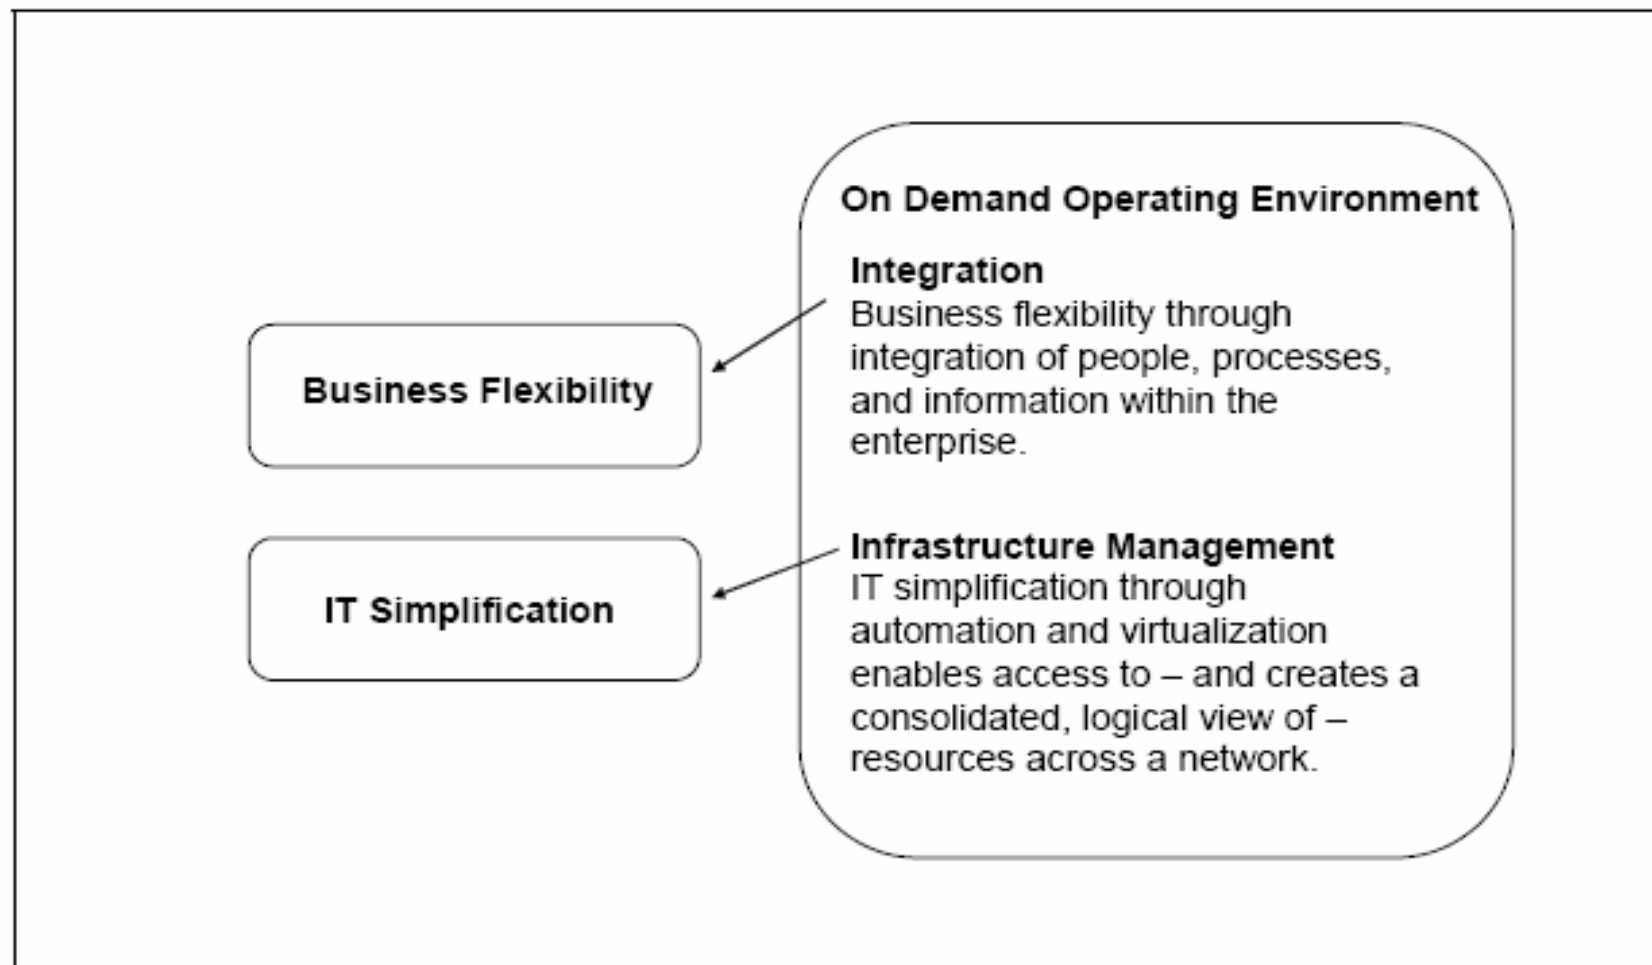 On Demand Operating Environment
Integration
Business flexibility through
integration of people, processes,
and information within the
enterprise.
Business Flexibility
Infrastructure Management
IT simplification through
automation and virtualization
enables access to – and creates a
consolidated, logical view of –
resources across a network.
IT Simplification